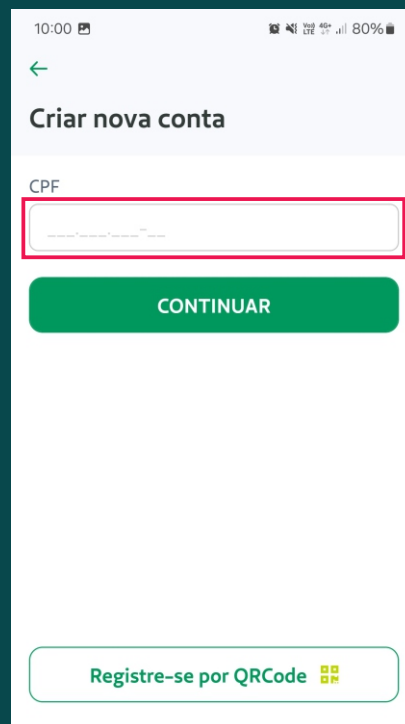 10:00 80%
Criar nova conta
CPF
___.___.___-__
CONTINUAR
Registre-se por QRCode